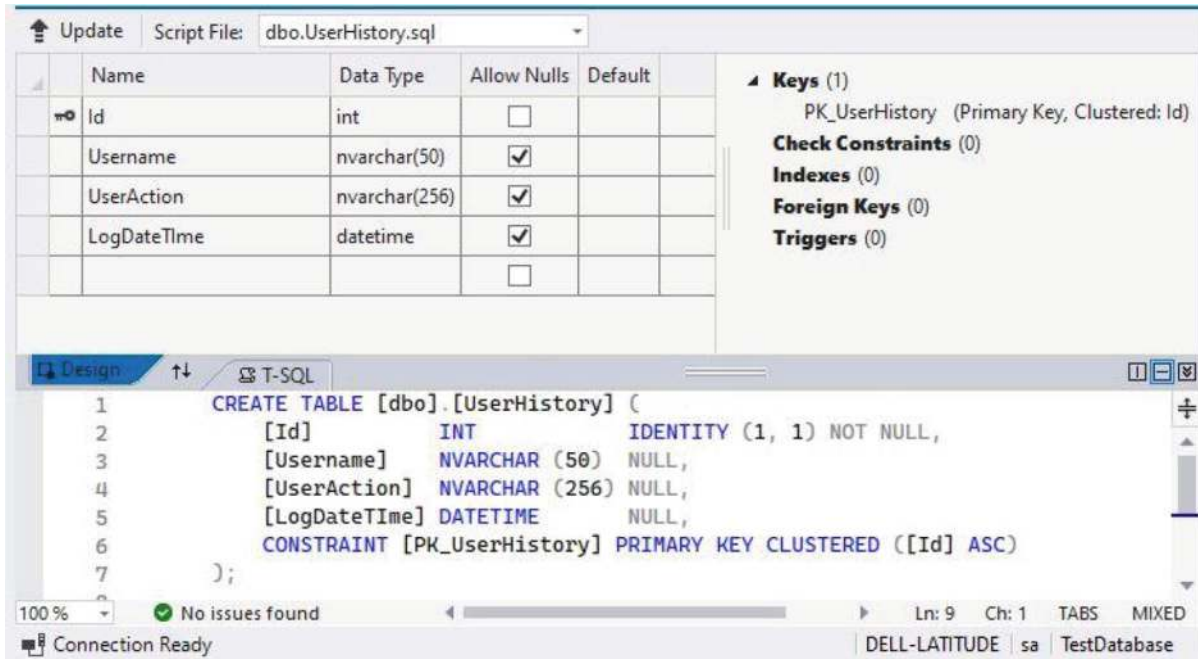 Update Script File: dbo.UserHistory.sql
Name Data Type Allow Nulls Default
Id int
Username nvarchar(50)
UserAction nvarchar(256)
LogDateTIme datetime
Keys (1)
PK_UserHistory (Primary Key, Clustered: Id)
Check Constraints (0)
Indexes (0)
Foreign Keys (0)
Triggers (0)
Design T-SQL
1 CREATE TABLE [dbo].[UserHistory] (
2 [Id] INT IDENTITY (1, 1) NOT NULL,
3 [Username] NVARCHAR (50) NULL,
4 [UserAction] NVARCHAR (256) NULL,
5 [LogDateTIme] DATETIME NULL,
6 CONSTRAINT [PK_UserHistory] PRIMARY KEY CLUSTERED ([Id] ASC)
7 );
100 % No issues found Ln: 9 Ch: 1 TABS MIXED
Connection Ready DELL-LATITUDE sa TestDatabase